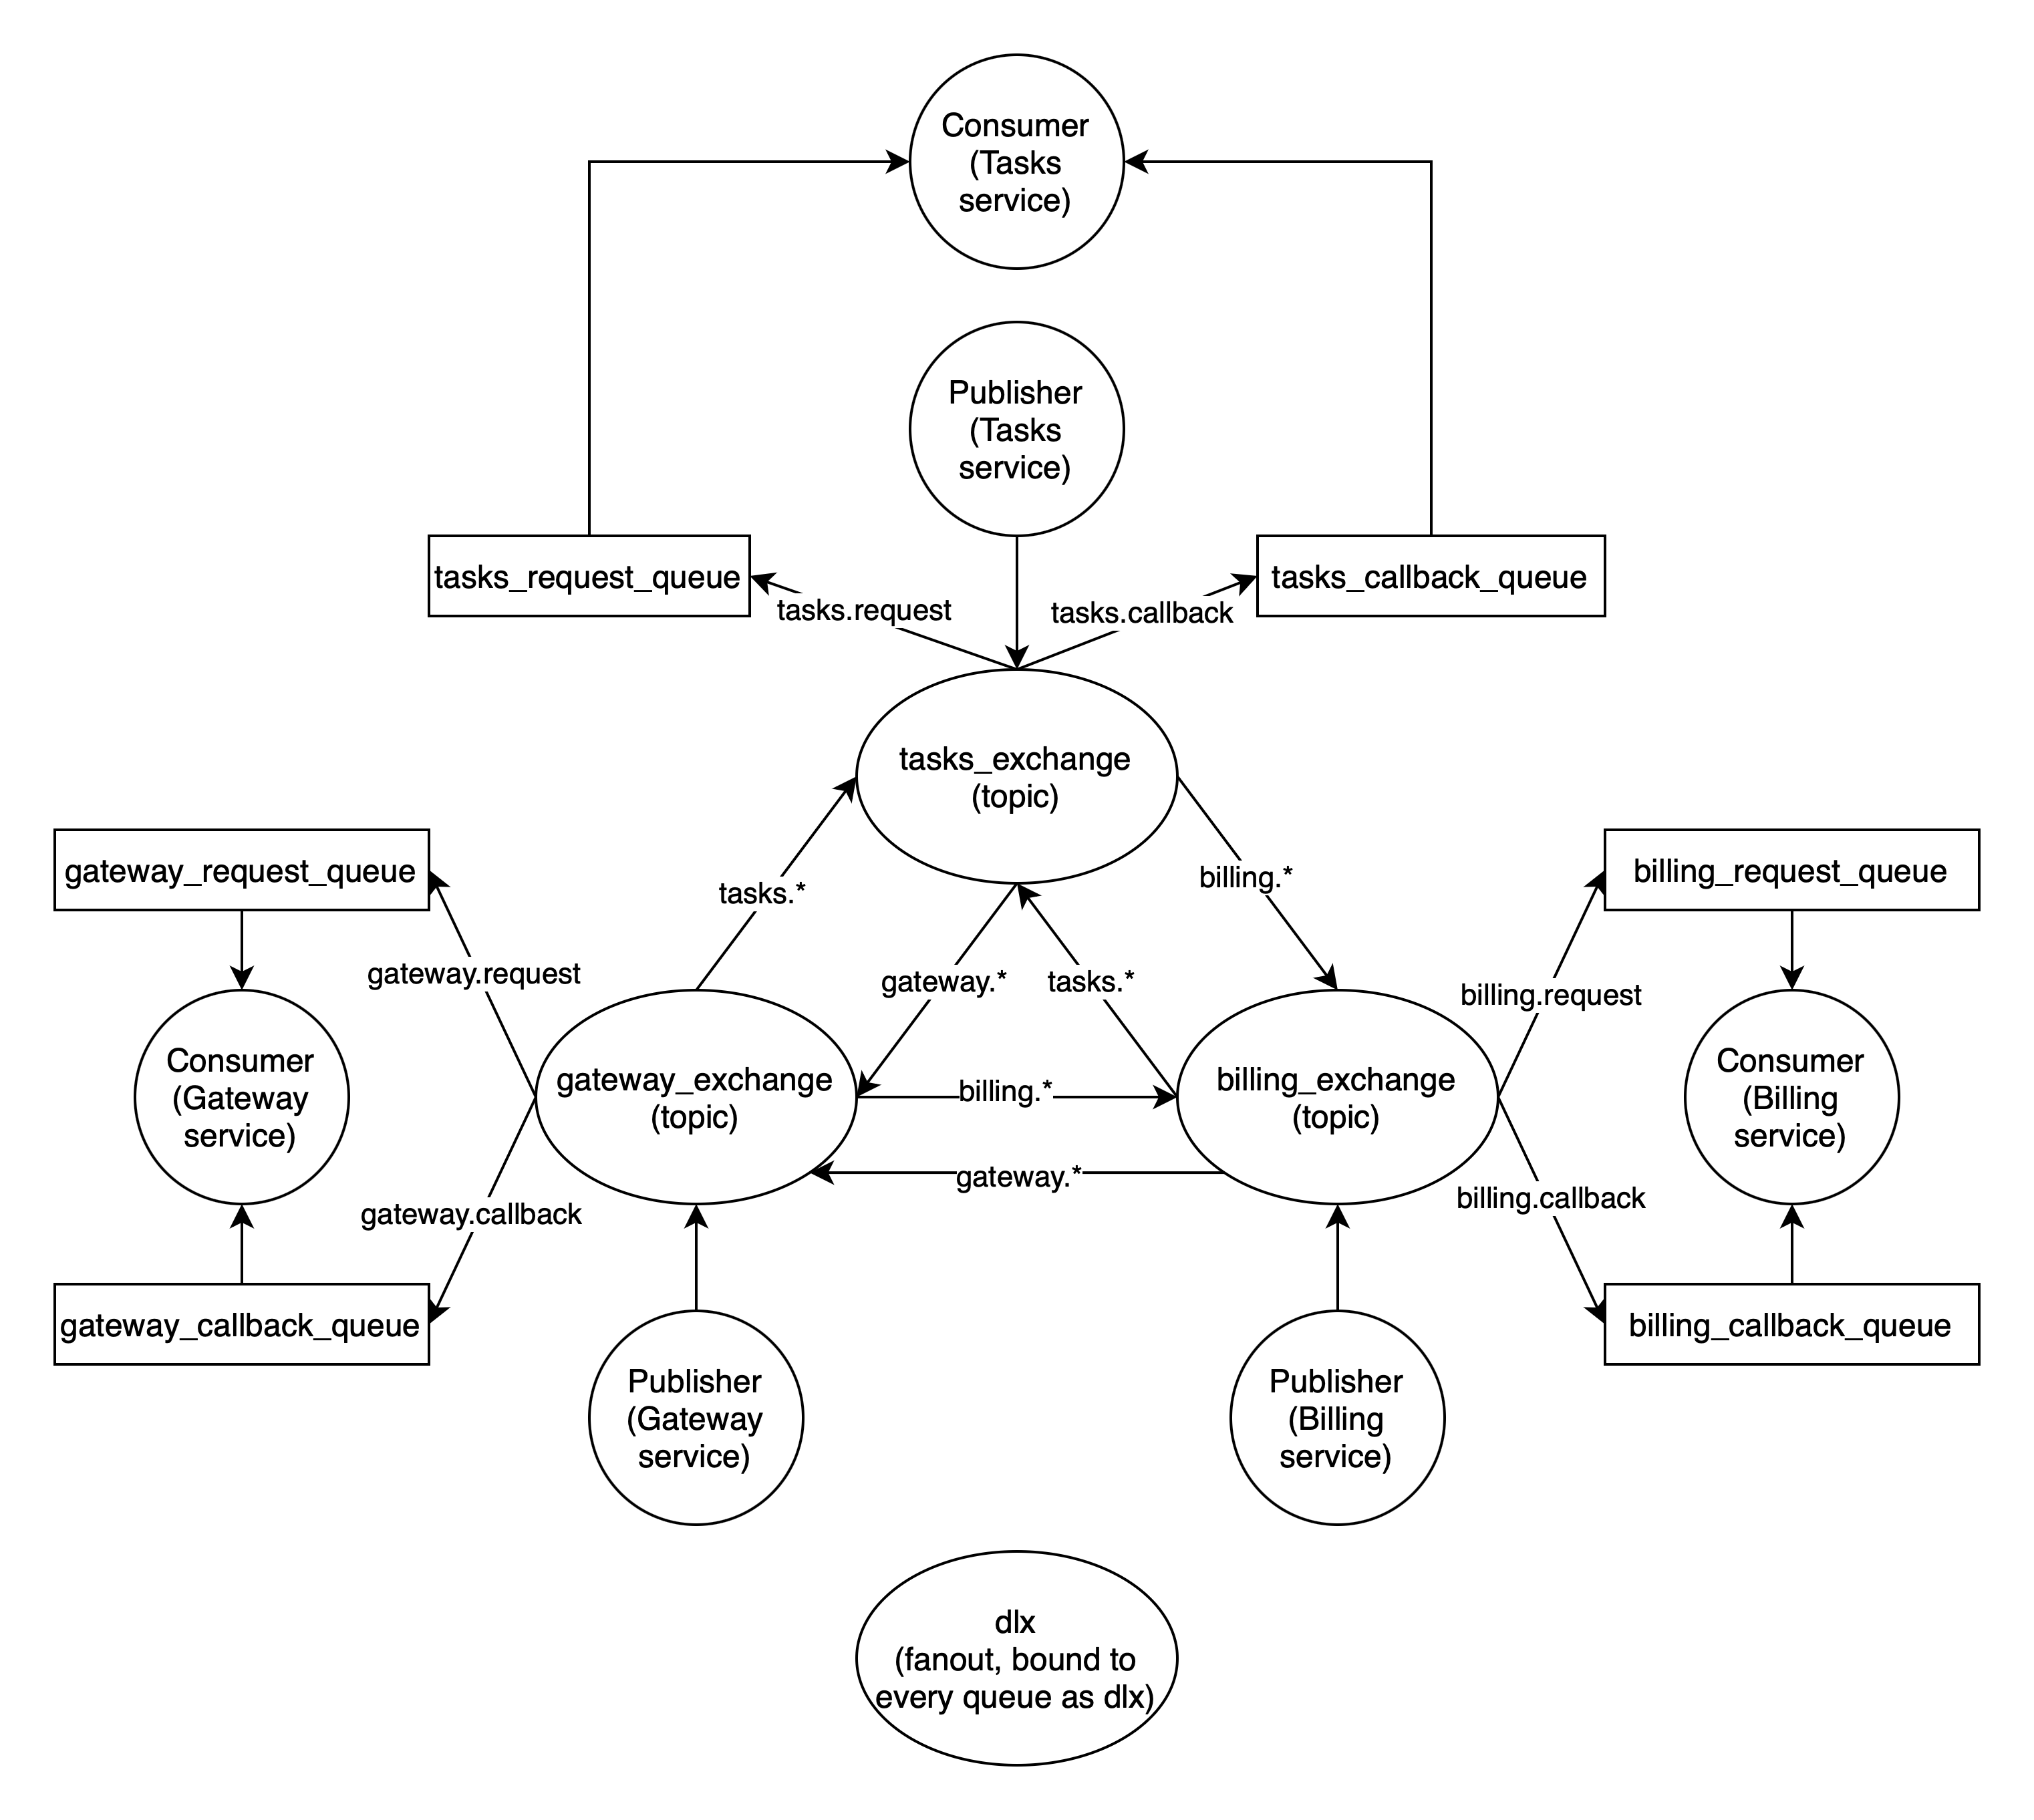 Consumer
(Tasks
service)
Publisher
(Tasks
service)
tasks_request_queue
tasks_callback_queue
tasks.request
tasks.callback
tasks_exchange
(topic)
gateway_request_queue
billing_request_queue
tasks.*
billing.*
gateway.request
gateway.*
tasks.*
billing.request
Consumer
(Gateway
service)
gateway_exchange
(topic)
billing.*
billing_exchange
(topic)
Consumer
(Billing
service)
gateway.*
gateway.callback
billing.callback
gateway_callback_queue
billing_callback_queue
Publisher
(Gateway
service)
Publisher
(Billing
service)
dlx
(fanout, bound to
every queue as dlx)